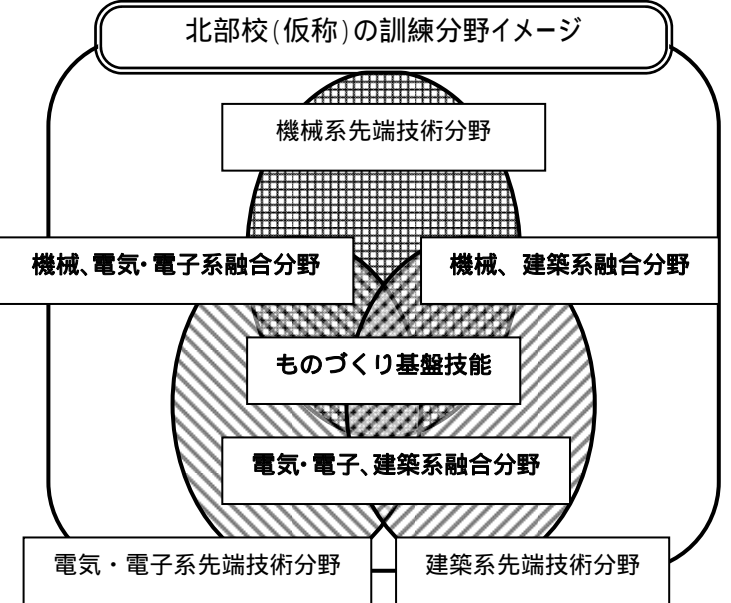 北部校(仮称)の訓練分野イメージ
機械系先端技術分野
機械、電気・電子系融合分野
機械、建築系融合分野
ものづくり基盤技能
電気・電子、建築系融合分野
電気・電子系先端技術分野
建築系先端技術分野